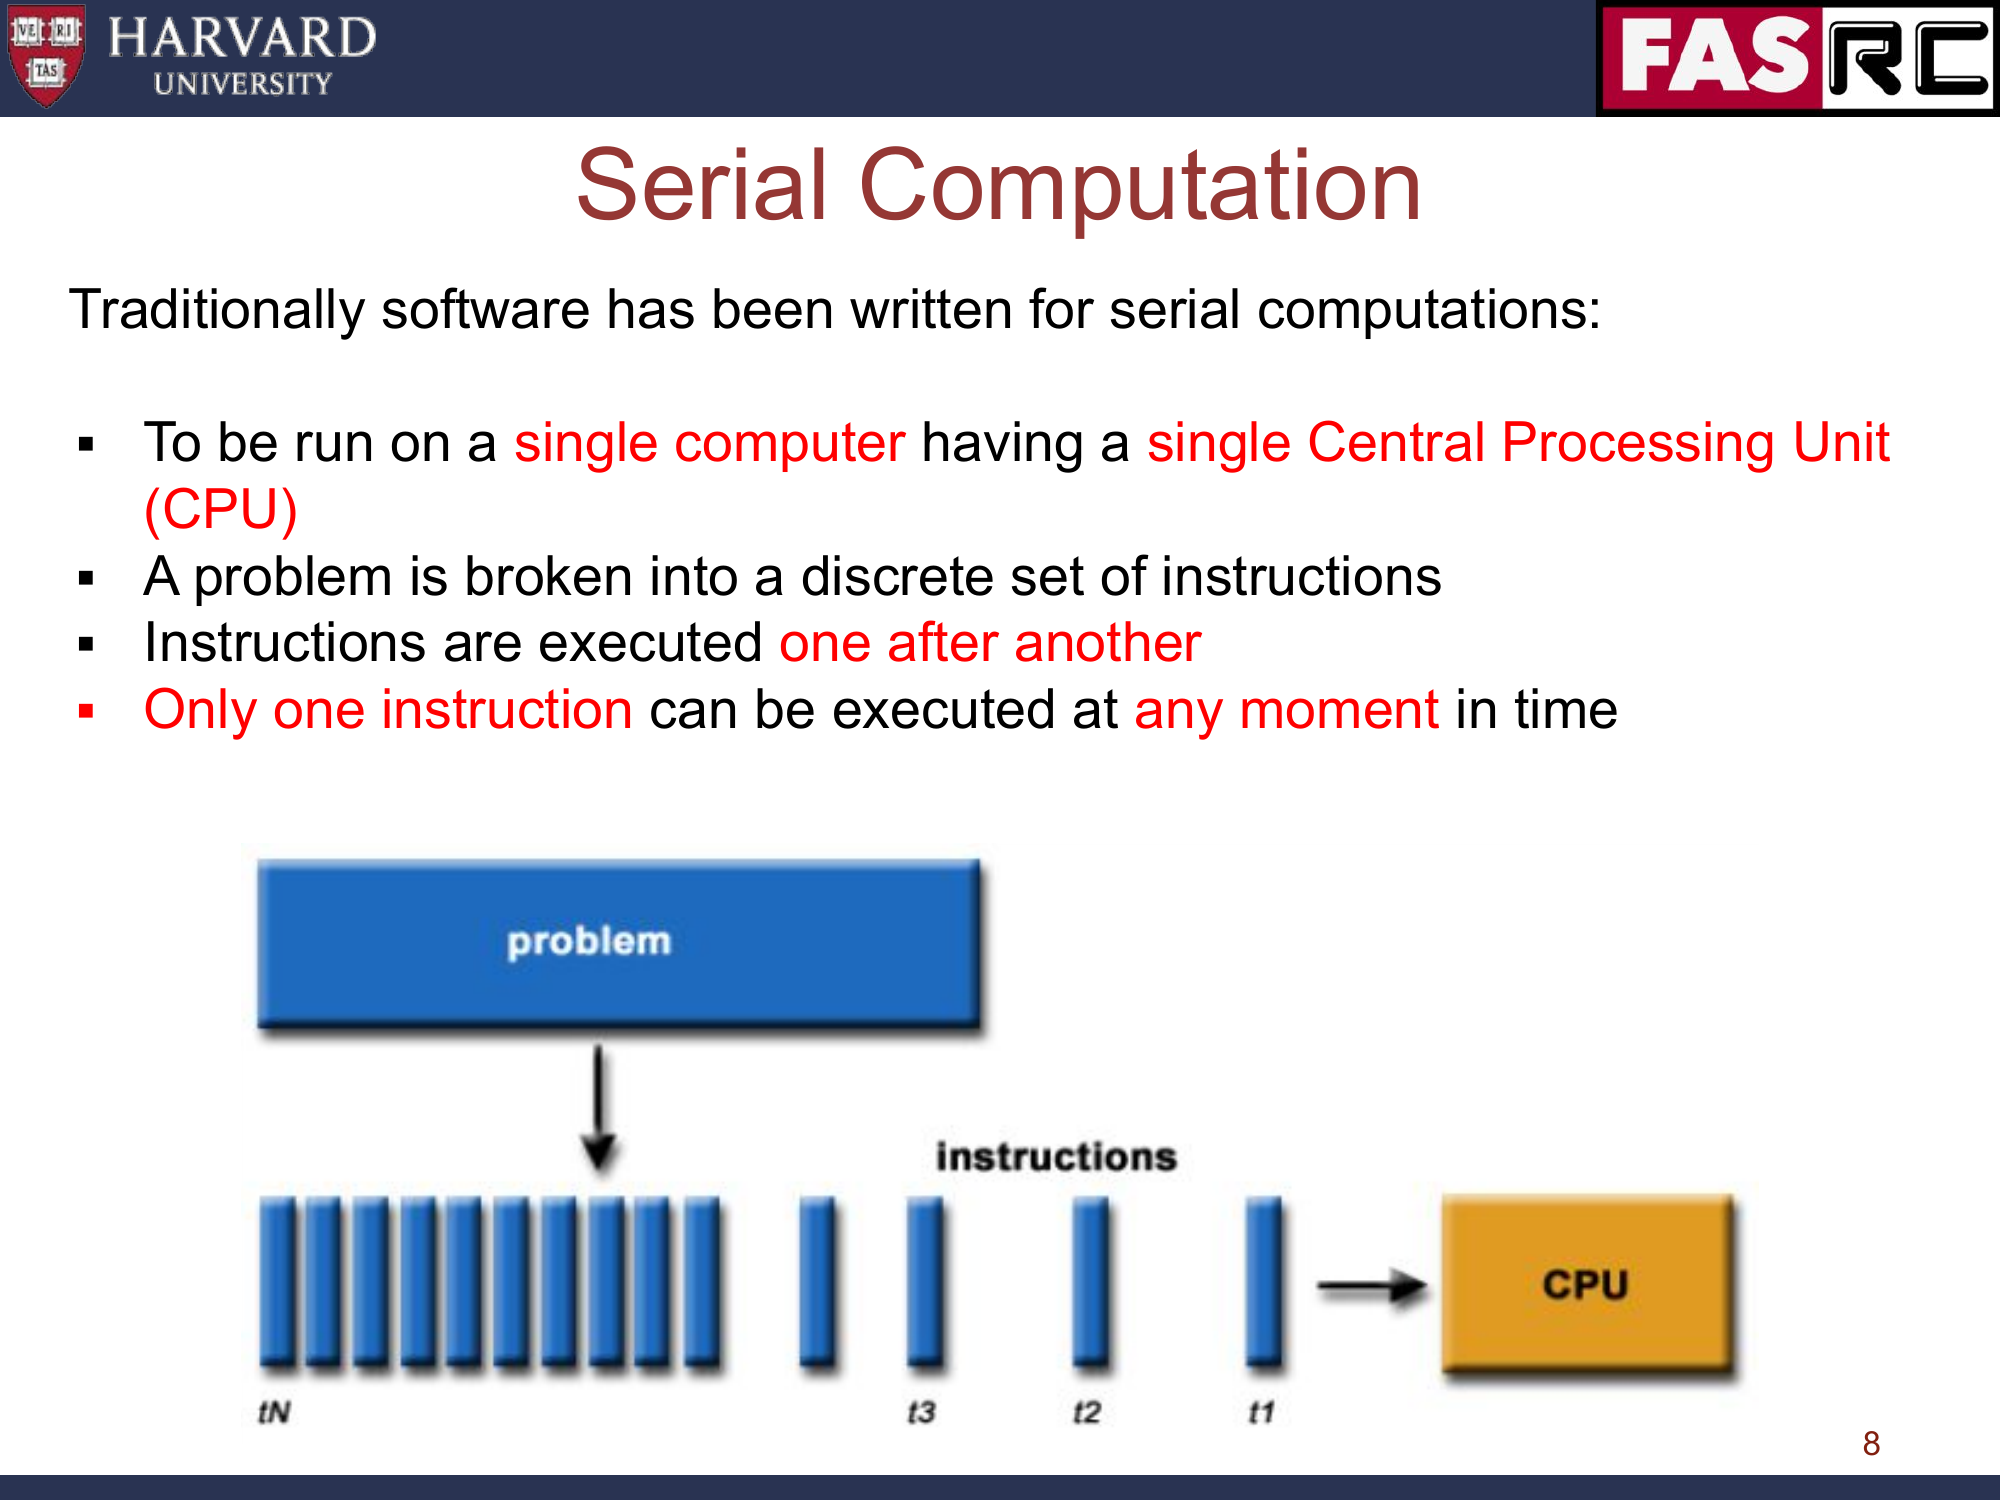 VE RI
TAS
HARVARD
UNIVERSITY
FASRC
Serial Computation
Traditionally software has been written for serial computations:
▪ To be run on a single computer having a single Central Processing Unit
(CPU)
▪ A problem is broken into a discrete set of instructions
▪ Instructions are executed one after another
▪ Only one instruction can be executed at any moment in time
problem
instructions
CPU
tN t3 t2 t1
8